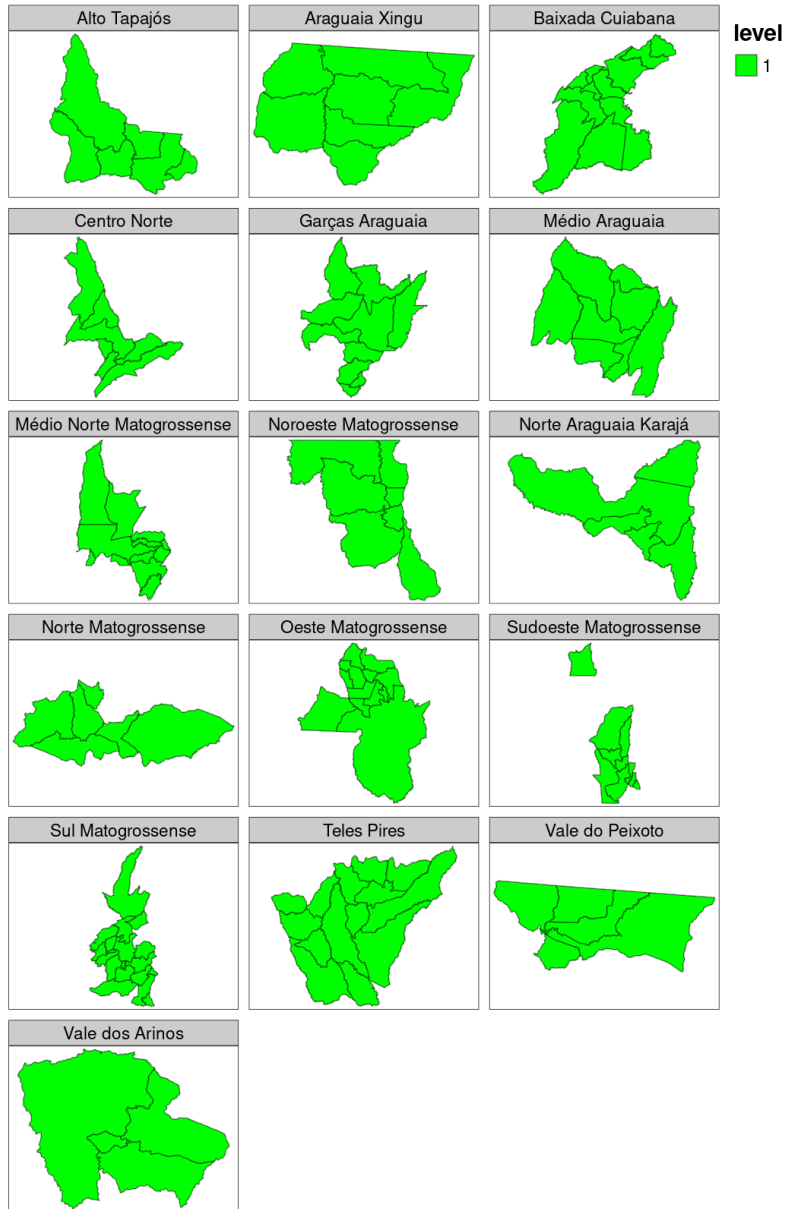 Alto Tapajós
Araguaia Xingu
Baixada Cuiabana
level
1
Centro Norte
Garças Araguaia
Médio Araguaia
Médio Norte Matogrossense
Noroeste Matogrossense
Norte Araguaia Karajá
Norte Matogrossense
Oeste Matogrossense
Sudoeste Matogrossense
Sul Matogrossense
Teles Pires
Vale do Peixoto
Vale dos Arinos